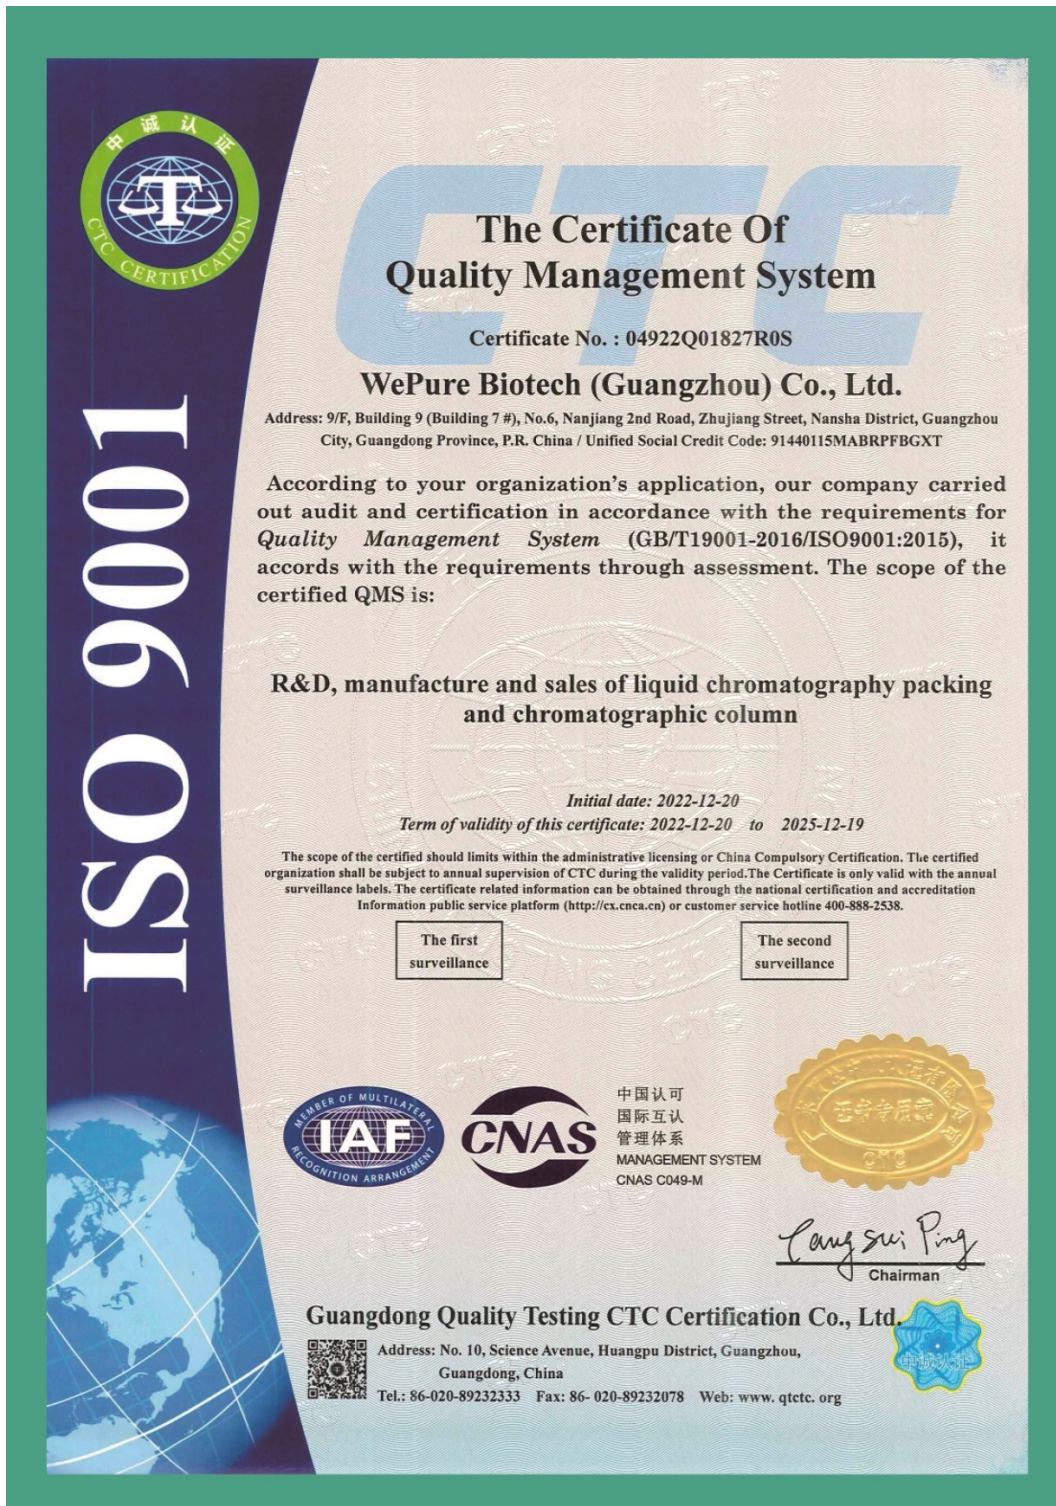 中诚认证
CTC CERTIFICATION
ISO 9001
CTC
The Certificate Of
Quality Management System
Certificate No. : 04922Q01827R0S
WePure Biotech (Guangzhou) Co., Ltd.
Address: 9/F, Building 9 (Building 7 #), No.6, Nanjiang 2nd Road, Zhujiang Street, Nansha District, Guangzhou
City, Guangdong Province, P.R. China / Unified Social Credit Code: 91440115MABRPFBGXT
According to your organization's application, our company carried
out audit and certification in accordance with the requirements for
Quality Management System (GB/T19001-2016/ISO9001:2015), it
accords with the requirements through assessment. The scope of the
certified QMS is:
R&D, manufacture and sales of liquid chromatography packing
and chromatographic column
Initial date: 2022-12-20
Term of validity of this certificate: 2022-12-20 to 2025-12-19
The scope of the certified should limits within the administrative licensing or China Compulsory Certification. The certified
organization shall be subject to annual supervision of CTC during the validity period.The Certificate is only valid with the annual
surveillance labels. The certificate related information can be obtained through the national certification and accreditation
Information public service platform (http://cx.cnca.cn) or customer service hotline 400-888-2538.
The first
surveillance
The second
surveillance
MEMBER OF MULTILATERAL
IAF
RECOGNITION ARRANGEMENT
CNAS
中国认可
国际互认
管理体系
MANAGEMENT SYSTEM
CNAS C049-M
证书专用章
CTC
Chairman
Guangdong Quality Testing CTC Certification Co., Ltd.
Address: No. 10, Science Avenue, Huangpu District, Guangzhou,
Guangdong, China
Tel.: 86-020-89232333 Fax: 86- 020-89232078 Web: www. qtctc. org
中诚认证